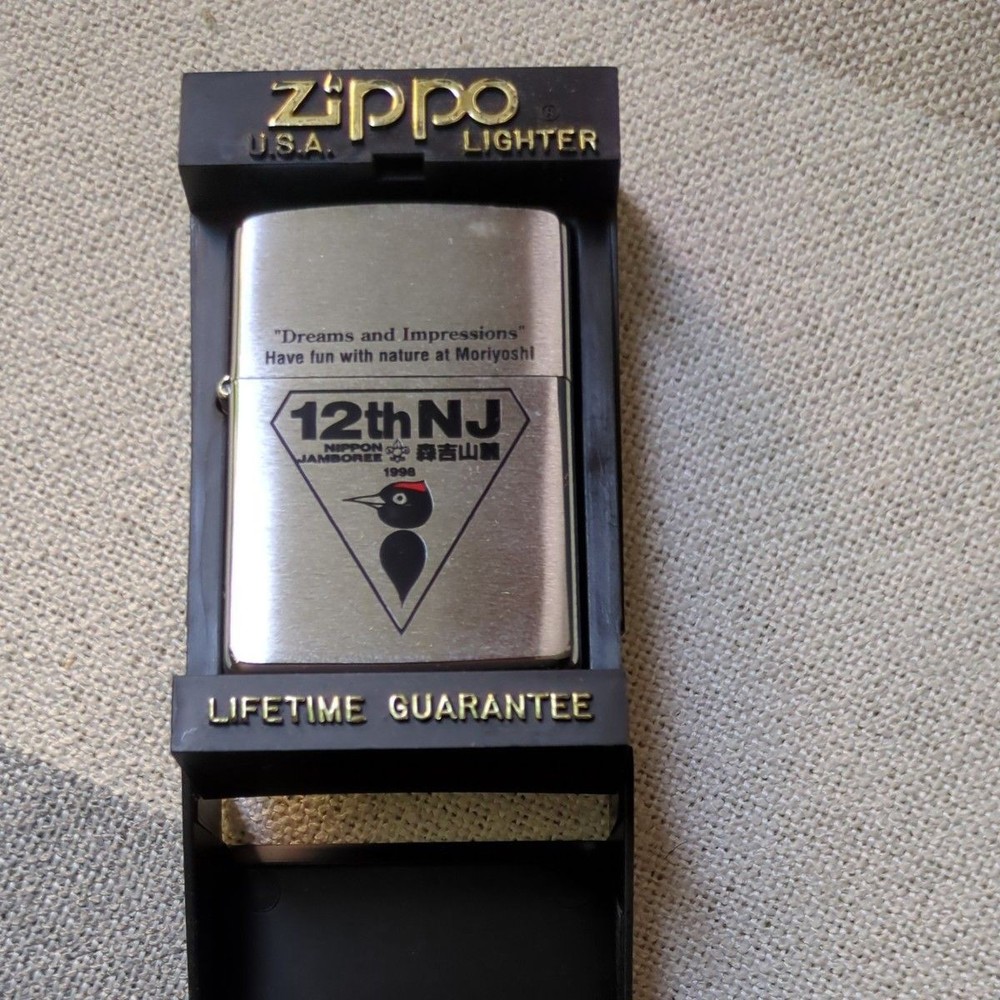 Zippo®
U.S.A. LIGHTER
"Dreams and Impressions"
Have fun with nature at Moriyoshi
12th NJ
NIPPON
JAMBOREE 森吉山麓
1998
LIFETIME GUARANTEE